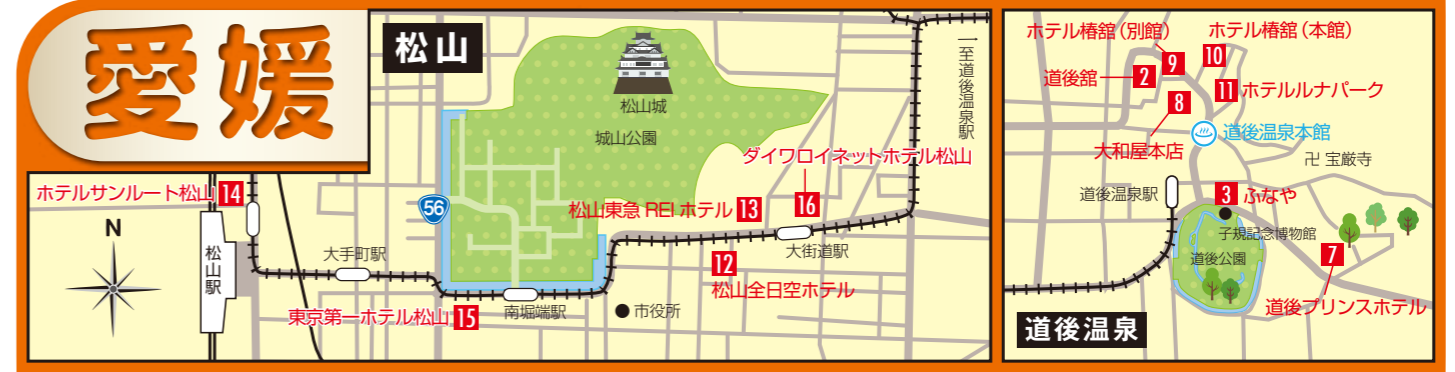 愛媛
松山
松山城
城山公園
至道後温泉駅
ダイワロイネットホテル松山
16
ホテルサンルート松山 14
56
松山東急 REI ホテル 13
N
松山駅
大手町駅
大街道駅
12
松山全日空ホテル
東京第一ホテル松山 15
南堀端駅
市役所
ホテル椿舘（別館）
9
ホテル椿舘（本館）
10
道後舘 2
11 ホテルルナパーク
8
大和屋本店
道後温泉本館
卍 宝厳寺
道後温泉駅
3 ふなや
子規記念博物館
道後公園
7
道後プリンスホテル
道後温泉